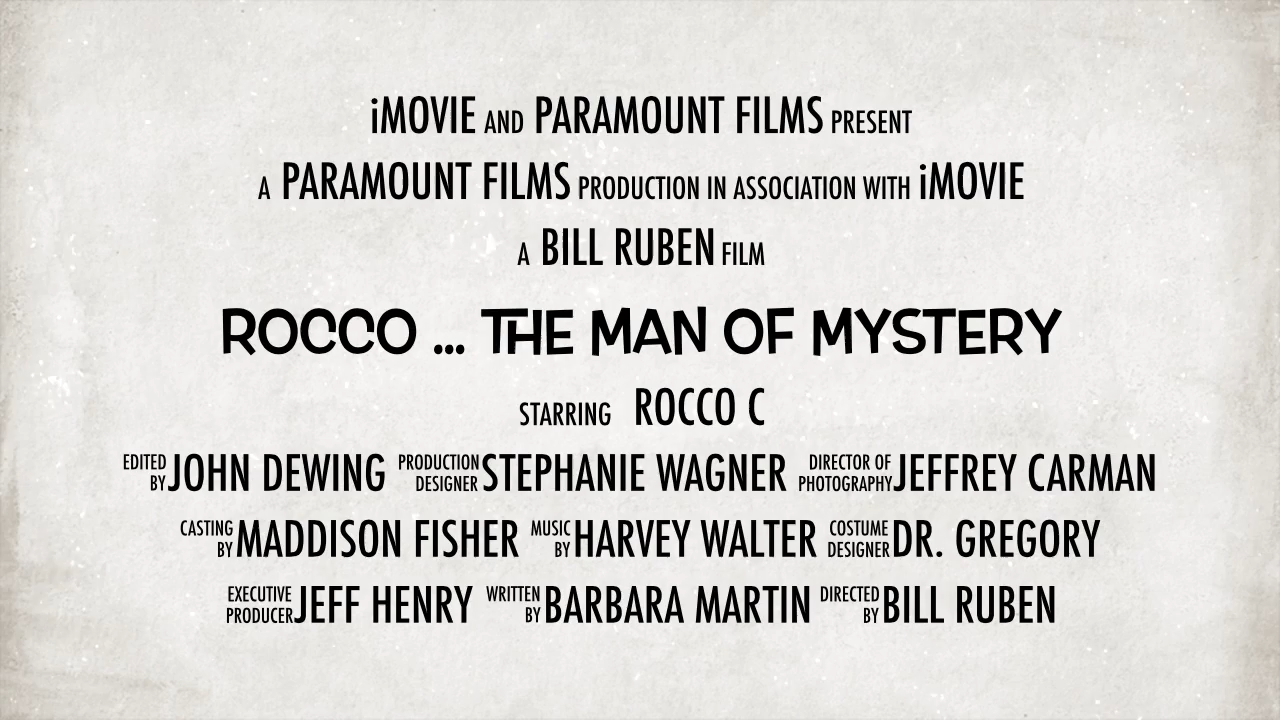 iMOVIE AND PARAMOUNT FILMS PRESENT
A PARAMOUNT FILMS PRODUCTION IN ASSOCIATION WITH iMOVIE
A BILL RUBEN FILM
ROCCO ... THE MAN OF MYSTERY
STARRING ROCCO C
EDITED BY JOHN DEWING PRODUCTION DESIGNER STEPHANIE WAGNER DIRECTOR OF PHOTOGRAPHY JEFFREY CARMAN
CASTING BY MADDISON FISHER MUSIC BY HARVEY WALTER COSTUME DESIGNER DR. GREGORY
EXECUTIVE PRODUCER JEFF HENRY WRITTEN BY BARBARA MARTIN DIRECTED BY BILL RUBEN